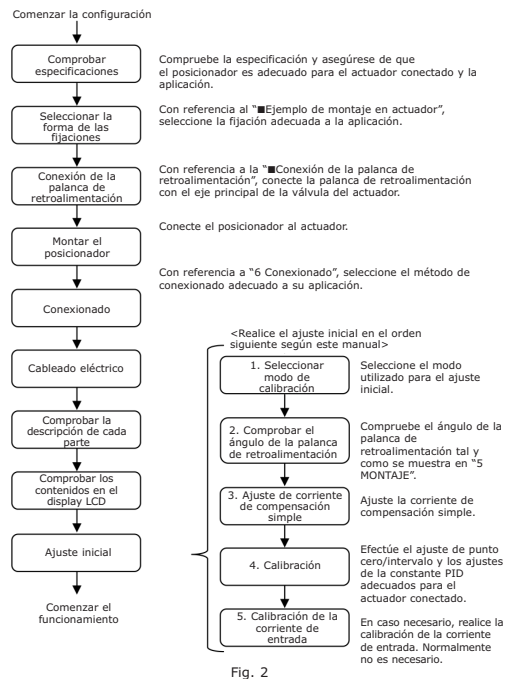 Comenzar la configuración
Comprobar
especificaciones
Compruebe la especificación y asegúrese de que
el posicionador es adecuado para el actuador conectado y la
aplicación.
Seleccionar la
forma de las
fijaciones
Con referencia al “■Ejemplo de montaje en actuador”,
seleccione la fijación adecuada a la aplicación.
Conexión de la
palanca de
retroalimentación
Con referencia a la “■Conexión de la palanca de
retroalimentación”, conecte la palanca de retroalimentación
con el eje principal de la válvula del actuador.
Montar el
posicionador
Conecte el posicionador al actuador.
Conexionado
Con referencia a “6 Conexionado”, seleccione el método de
conexionado adecuado a su aplicación.
Cableado eléctrico
Comprobar la
descripción de cada
parte
Comprobar los
contenidos en el
display LCD
Ajuste inicial
Comenzar el
funcionamiento
<Realice el ajuste inicial en el orden
siguiente según este manual>
1. Seleccionar
modo de
calibración
Seleccione el modo
utilizado para el ajuste
inicial.
2. Comprobar el
ángulo de la palanca
de retroalimentación
Compruebe el ángulo de la
palanca de
retroalimentación tal y
como se muestra en “5
MONTAJE”.
3. Ajuste de corriente
de compensación
simple
Ajuste la corriente de
compensación simple.
4. Calibración
Efectúe el ajuste de punto
cero/intervalo y los ajustes
de la constante PID
adecuados para el
actuador conectado.
5. Calibración de la
corriente de
entrada
En caso necesario, realice la
calibración de la corriente
de entrada. Normalmente
no es necesario.
Fig. 2